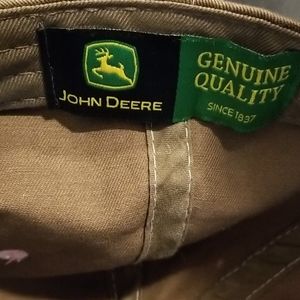 JOHN DEERE
GENUINE
QUALITY
SINCE 1837